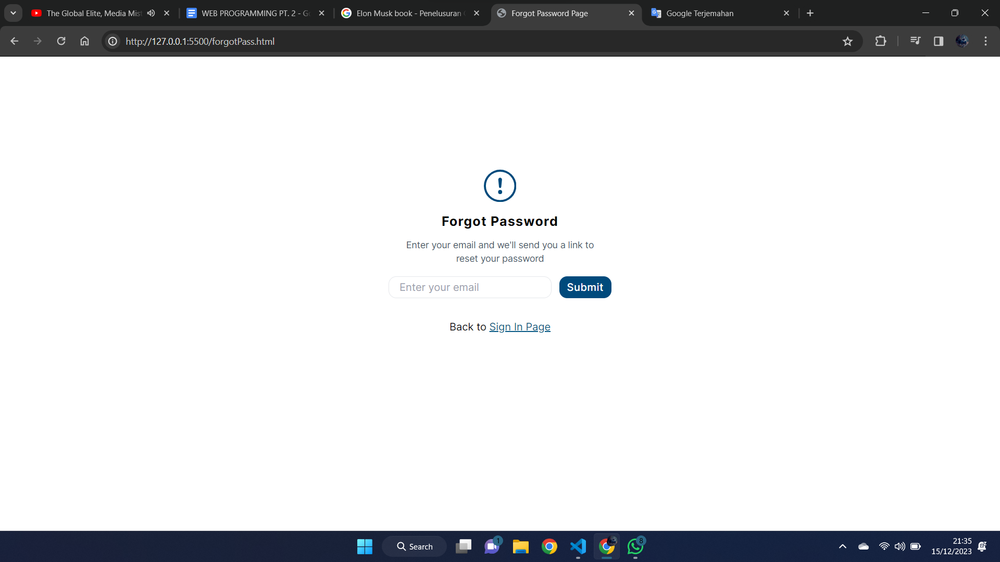 The Global Elite, Media Mist
WEB PROGRAMMING PT. 2 - Go
Elon Musk book - Penelusuran
Forgot Password Page
Google Terjemahan
http://127.0.0.1:5500/forgotPass.html
!
Forgot Password
Enter your email and we'll send you a link to
reset your password
Enter your email
Submit
Back to Sign In Page
Search
1
8
21:35
15/12/2023